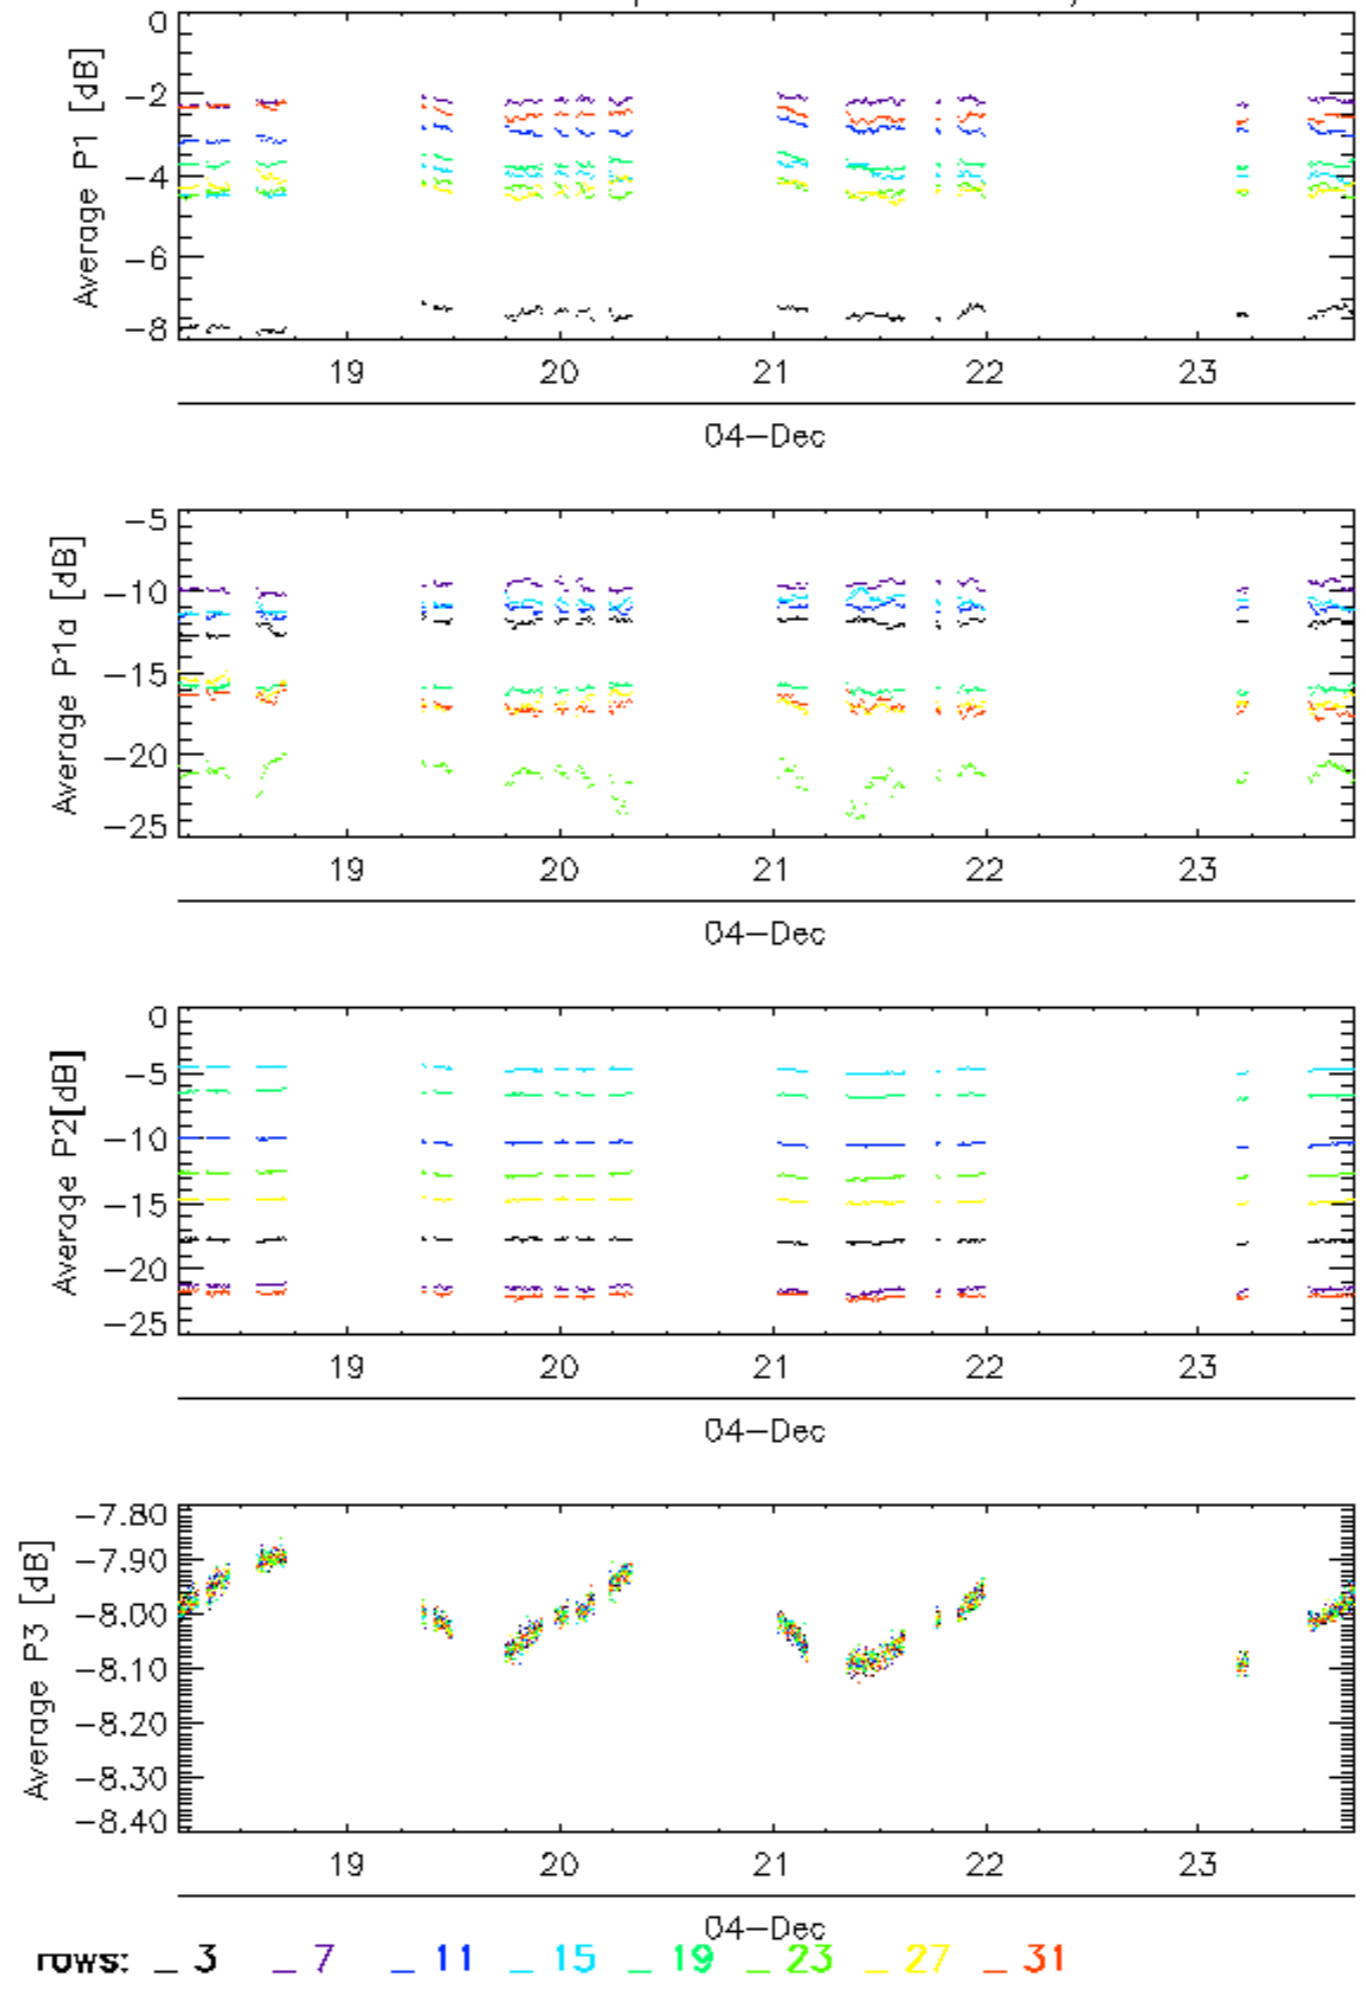 0
−2
−4
−6
−8
Average P1 [dB]
19 20 21 22 23
04−Dec
−5
−10
−15
−20
−25
Average P1a [dB]
19 20 21 22 23
04−Dec
0
−5
−10
−15
−20
−25
Average P2[dB]
19 20 21 22 23
04−Dec
−7.80
−7.90
−8.00
−8.10
−8.20
−8.30
−8.40
Average P3 [dB]
19 20 21 22 23
04−Dec
rows: _ 3 _ 7 _ 11 _ 15 _ 19 _ 23 _ 27 _ 31